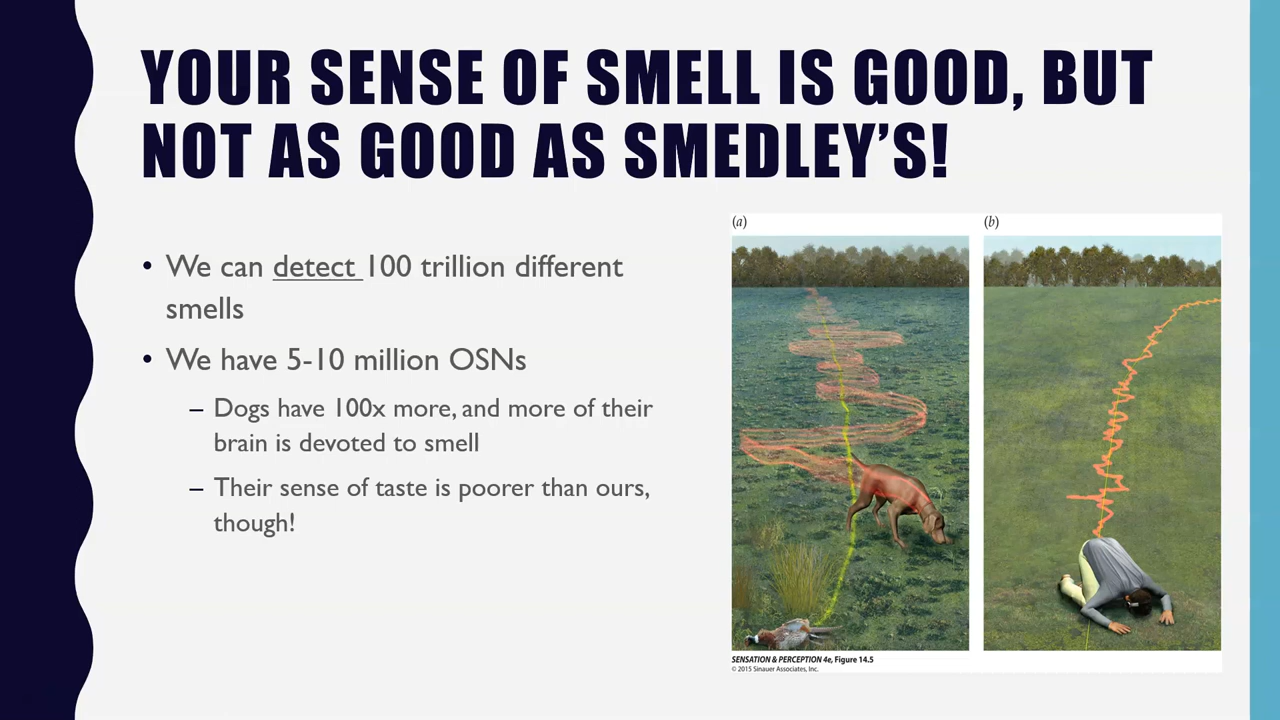 YOUR SENSE OF SMELL IS GOOD, BUT
NOT AS GOOD AS SMEDLEY'S!
• We can detect 100 trillion different
smells
• We have 5-10 million OSNs
– Dogs have 100x more, and more of their
brain is devoted to smell
– Their sense of taste is poorer than ours,
though!
(a)
(b)
SENSATION & PERCEPTION 4e, Figure 14.5
© 2015 Sinauer Associates, Inc.